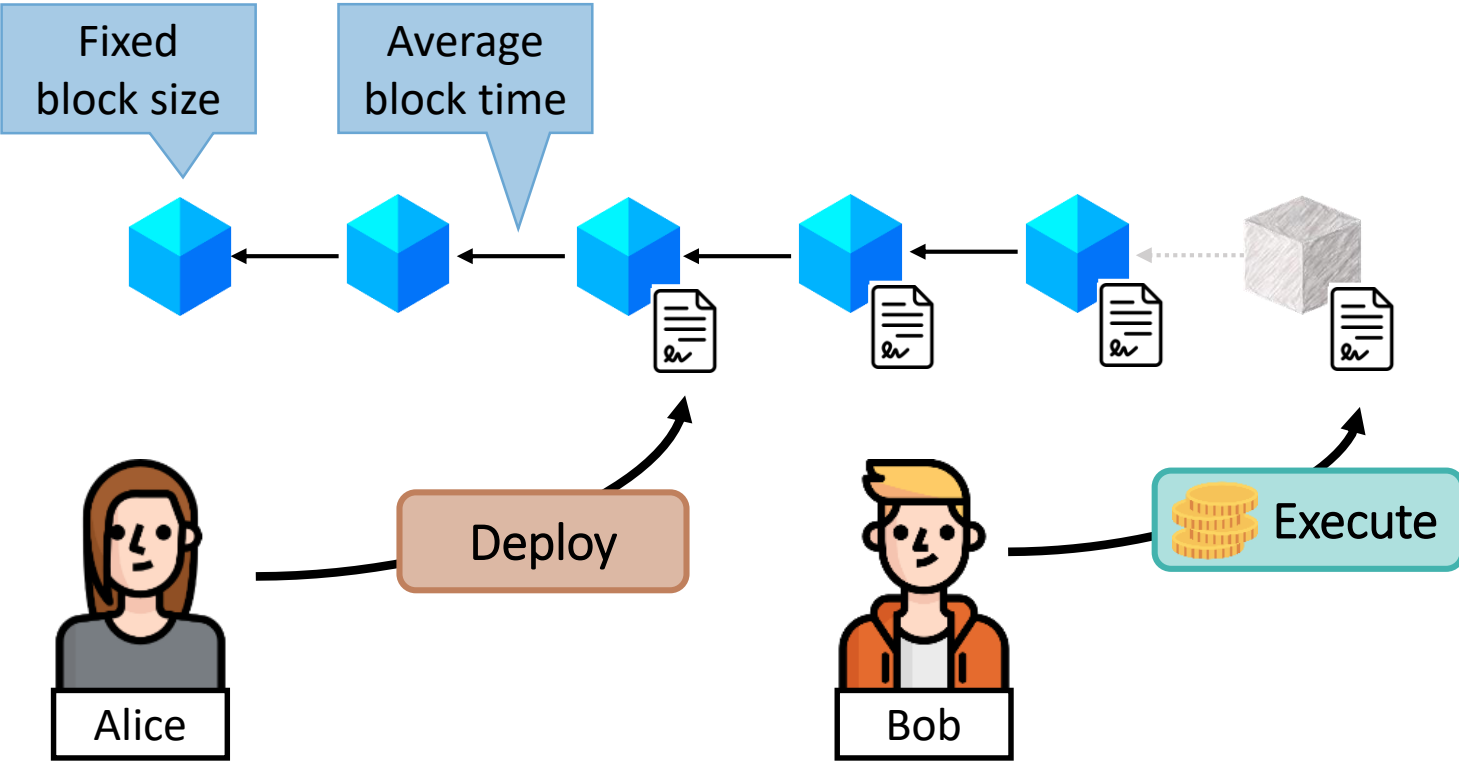 Fixed
block size
Average
block time
Deploy
Execute
Alice
Bob